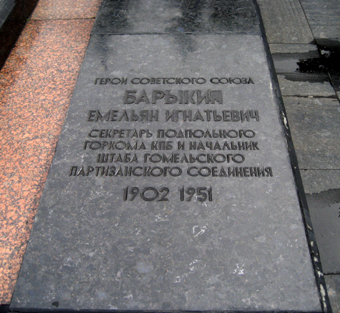 ГЕРОЙ СОВЕТСКОГО СОЮЗА
БАРЫКИН
ЕМЕЛЬЯН ИГНАТЬЕВИЧ
СЕКРЕТАРЬ ПОДПОЛЬНОГО
ГОРКОМА КПБ И НАЧАЛЬНИК
ШТАБА ГОМЕЛЬСКОГО
ПАРТИЗАНСКОГО СОЕДИНЕНИЯ
1902 1951